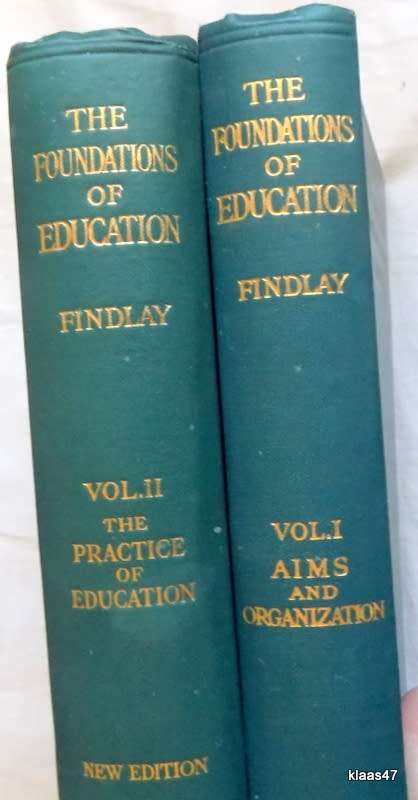 THE
FOUNDATIONS
OF
EDUCATION
FINDLAY
VOL.II
THE
PRACTICE
OF
EDUCATION
NEW EDITION
THE
FOUNDATIONS
OF
EDUCATION
FINDLAY
VOL.I
AIMS
AND
ORGANIZATION
klaas47